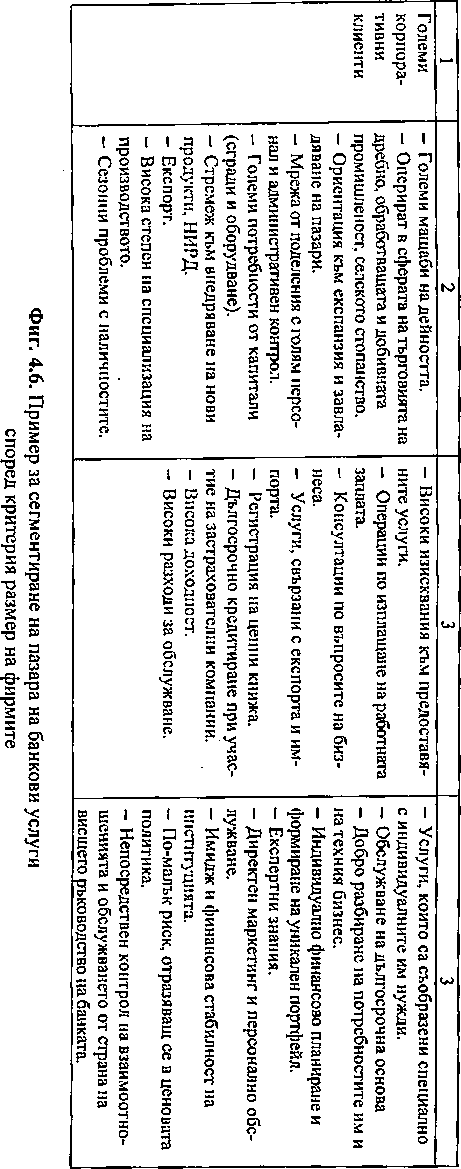 1
2
3
3
Големи
корпора-
тивни
клиенти
– Големи мащаби на дейността.
– Оперират в сферата на търговията на
дребно, обработващата и добивната
промишленост, селското стопанство.
– Ориентация към експанзия и завла-
дяване на пазари.
– Мрежа от поделения с голям персо-
нал и административен контрол.
– Големи потребности от капитали
(сгради и оборудване).
– Стремеж към внедряване на нови
продукти, НИРД.
– Експорт.
– Висока степен на специализация на
производството.
– Сезонни проблеми с наличностите.
– Високи изисквания към предоставя-
ните услуги.
– Операции по изплащане на работната
заплата.
– Консултации по въпросите на биз-
неса.
– Услуги, свързани с експорта и им-
порта.
– Регистрация на ценни книжа.
– Дългосрочно кредитиране при учас-
тие на застрахователни компании.
– Висока доходност.
– Високи разходи за обслужване.
– Услуги, които са съобразени специално
с индивидуалните им нужди.
– Обслужване на дългосрочна основа
– Добро разбиране на потребностите им и
на техния бизнес.
– Индивидуално финансово планиране и
формиране на уникален портфейл.
– Експертни знания.
– Директен маркетинг и персонално обс-
лужване.
– Имидж и финансова стабилност на
институцията.
– По-малък риск, отразяващ се в ценовата
политика.
– Непосредствен контрол на взаимоотно-
шенията и обслужването от страна на
висшето ръководство на банката.
Фиг. 4.6. Пример за сегментиране на пазара на банкови услуги
според критерия размер на фирмите